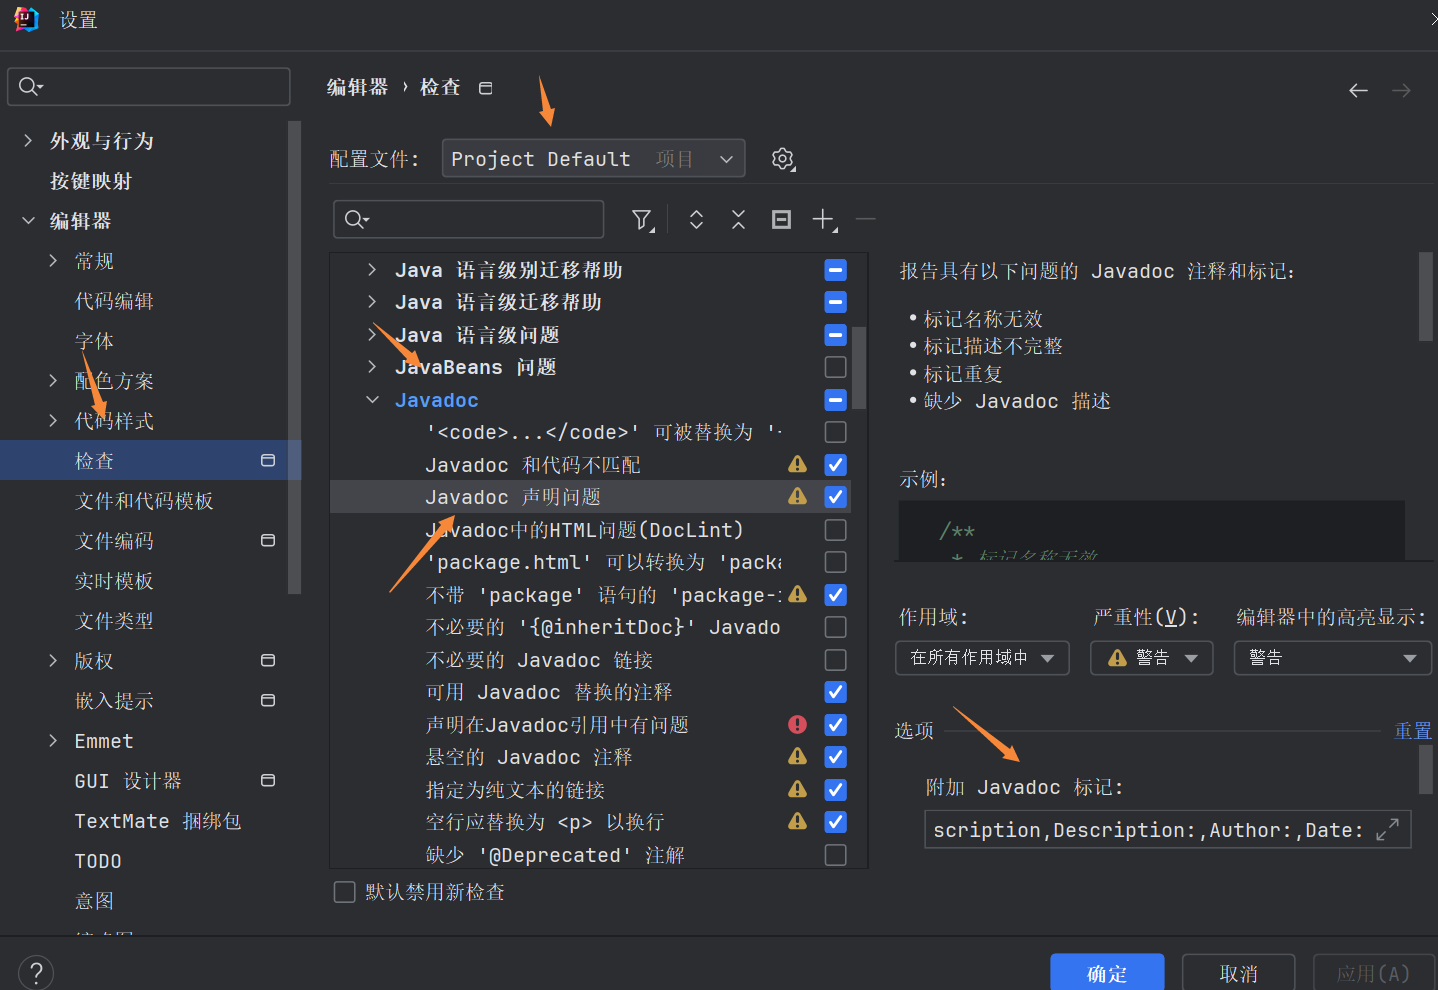 设置
外观与行为
按键映射
编辑器
常规
代码编辑
字体
配色方案
代码样式
检查
文件和代码模板
文件编码
实时模板
文件类型
版权
嵌入提示
Emmet
GUI 设计器
TextMate 捆绑包
TODO
意图
编辑器 › 检查
配置文件: Project Default 项目
Java 语言级别迁移帮助
Java 语言级迁移帮助
Java 语言级问题
JavaBeans 问题
Javadoc
'<code>...</code>' 可被替换为 '
Javadoc 和代码不匹配
Javadoc 声明问题
Javadoc中的HTML问题(DocLint)
'package.html' 可以转换为 'packa
不带 'package' 语句的 'package-
不必要的 '{@inheritDoc}' Javado
不必要的 Javadoc 链接
可用 Javadoc 替换的注释
声明在Javadoc引用中有问题
悬空的 Javadoc 注释
指定为纯文本的链接
空行应替换为 <p> 以换行
缺少 '@Deprecated' 注解
默认禁用新检查
报告具有以下问题的 Javadoc 注释和标记:
• 标记名称无效
• 标记描述不完整
• 标记重复
• 缺少 Javadoc 描述
示例:
/**
* 标记名称无效
作用域: 严重性(V): 编辑器中的高亮显示:
在所有作用域中 警告 警告
选项 重置
附加 Javadoc 标记:
scription,Description:,Author:,Date:
?
确定 取消 应用(A)